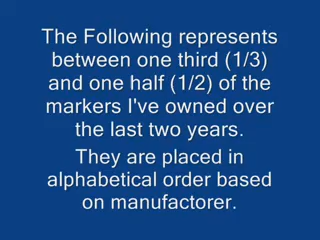 The Following represents
between one third (1/3)
and one half (1/2) of the
markers I've owned over
the last two years.
They are placed in
alphabetical order based
on manufactorer.